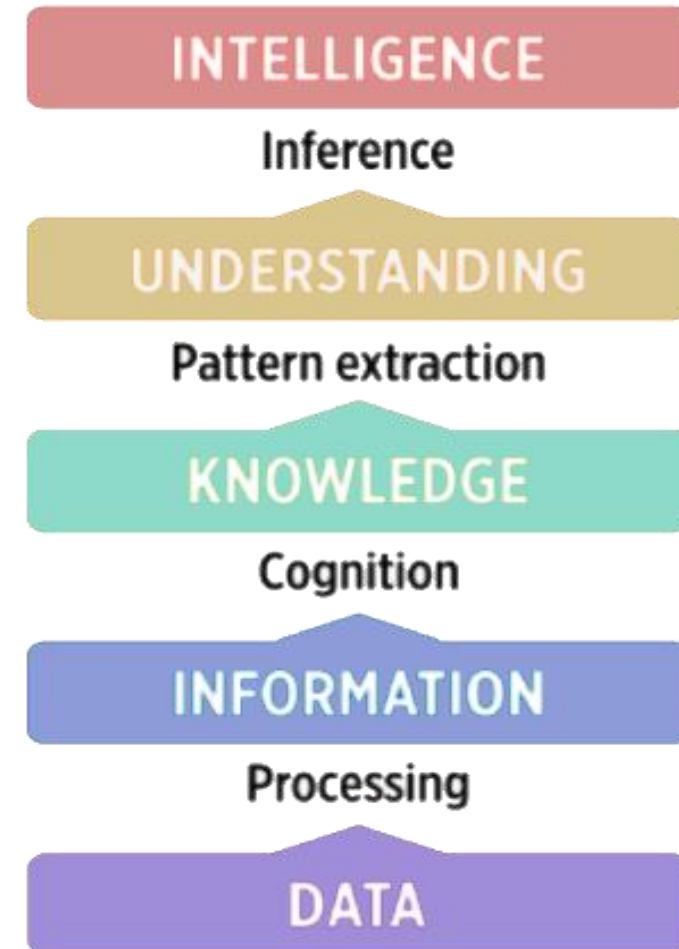 INTELLIGENCE
Inference
UNDERSTANDING
Pattern extraction
KNOWLEDGE
Cognition
INFORMATION
Processing
DATA